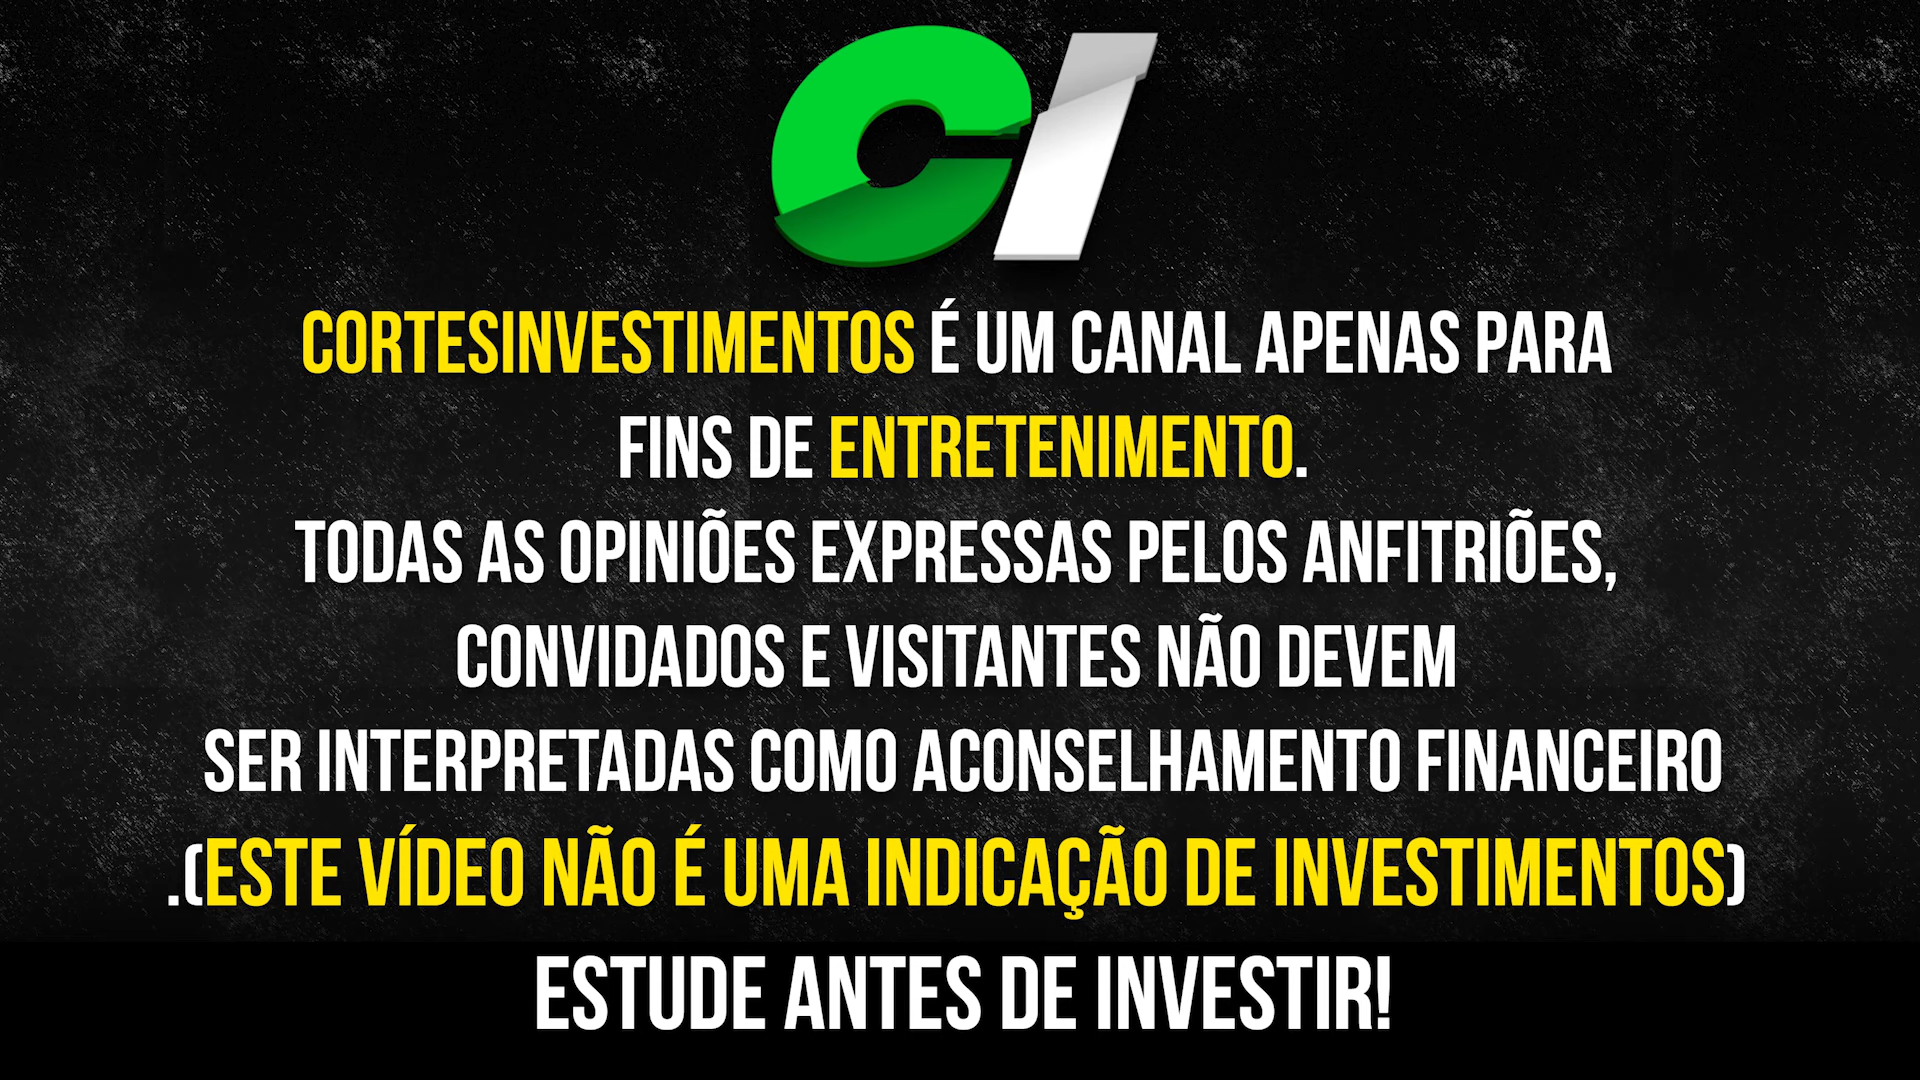 CI
CORTESINVESTIMENTOS É UM CANAL APENAS PARA
FINS DE ENTRETENIMENTO.
TODAS AS OPINIÕES EXPRESSAS PELOS ANFITRIÕES,
CONVIDADOS E VISITANTES NÃO DEVEM
SER INTERPRETADAS COMO ACONSELHAMENTO FINANCEIRO
.(ESTE VÍDEO NÃO É UMA INDICAÇÃO DE INVESTIMENTOS)
ESTUDE ANTES DE INVESTIR!